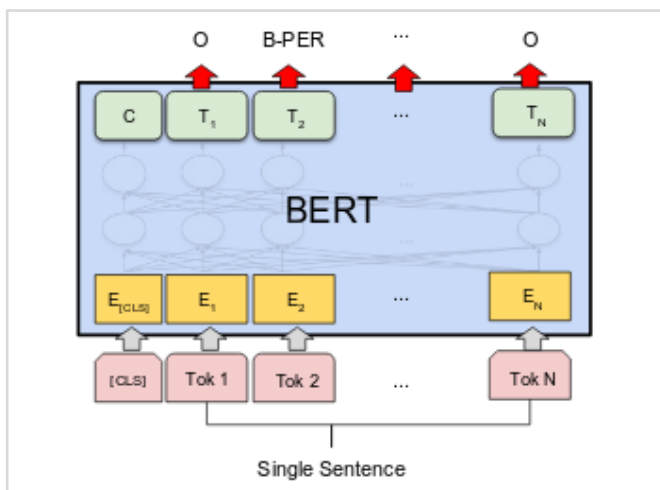 O B-PER ... O
C T1 T2 ... TN
...
BERT
...
E[CLS] E1 E2 ... EN
[CLS] Tok 1 Tok 2 ... Tok N
Single Sentence